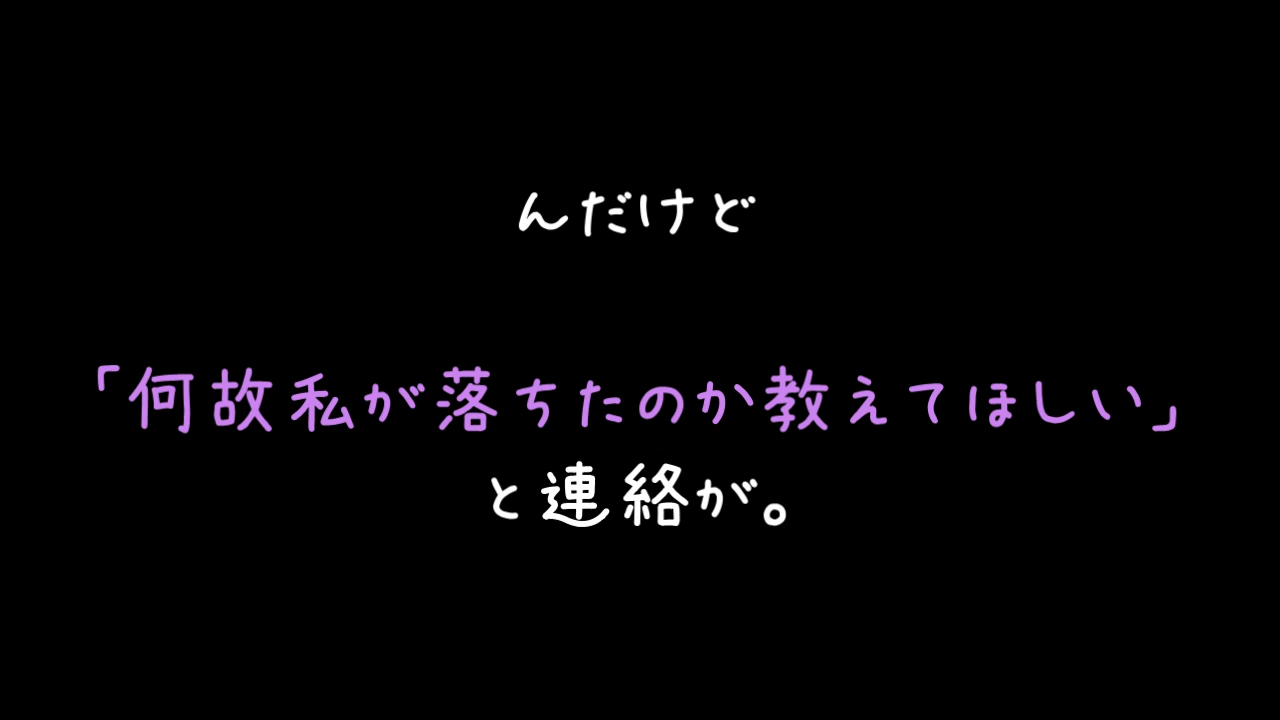 んだけど
「何故私が落ちたのか教えてほしい」
と連絡が。